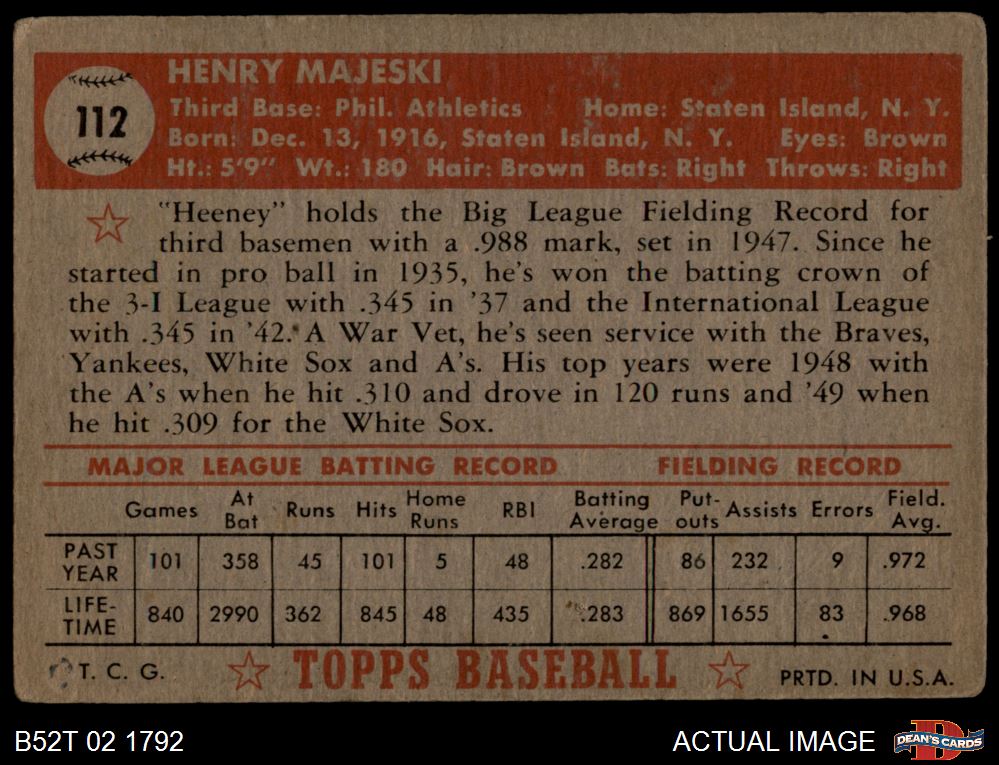 112
HENRY MAJESKI
Third Base: Phil. Athletics Home: Staten Island, N. Y.
Born: Dec. 13, 1916, Staten Island, N. Y. Eyes: Brown
Ht.: 5'9" Wt.: 180 Hair: Brown Bats: Right Throws: Right
"Heeney" holds the Big League Fielding Record for
third basemen with a .988 mark, set in 1947. Since he
started in pro ball in 1935, he's won the batting crown of
the 3-I League with .345 in '37 and the International League
with .345 in '42. A War Vet, he's seen service with the Braves,
Yankees, White Sox and A's. His top years were 1948 with
the A's when he hit .310 and drove in 120 runs and '49 when
he hit .309 for the White Sox.
MAJOR LEAGUE BATTING RECORD FIELDING RECORD
Games At Bat Runs Hits Home Runs RBI Batting Average Put-outs Assists Errors Field. Avg.
PAST YEAR 101 358 45 101 5 48 .282 86 232 9 .972
LIFE-TIME 840 2990 362 845 48 435 .283 869 1655 83 .968
T. C. G. TOPPS BASEBALL PRTD. IN U.S.A.
B52T 02 1792 ACTUAL IMAGE DEAN'S CARDS